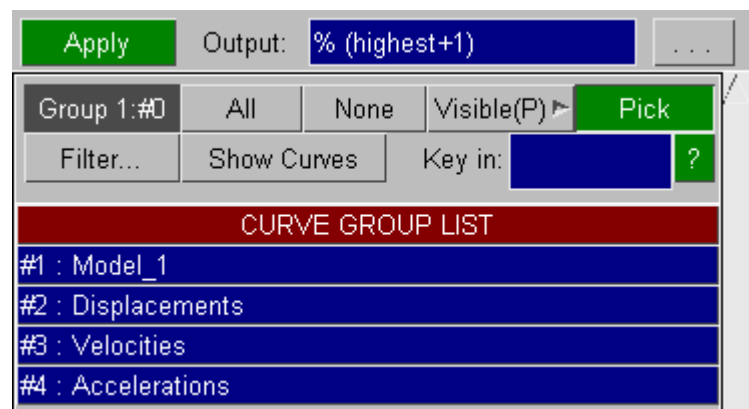 Apply Output: % (highest+1) ...
Group 1:#0 All None Visible(P) Pick
Filter... Show Curves Key in: ?
CURVE GROUP LIST
#1 : Model_1
#2 : Displacements
#3 : Velocities
#4 : Accelerations